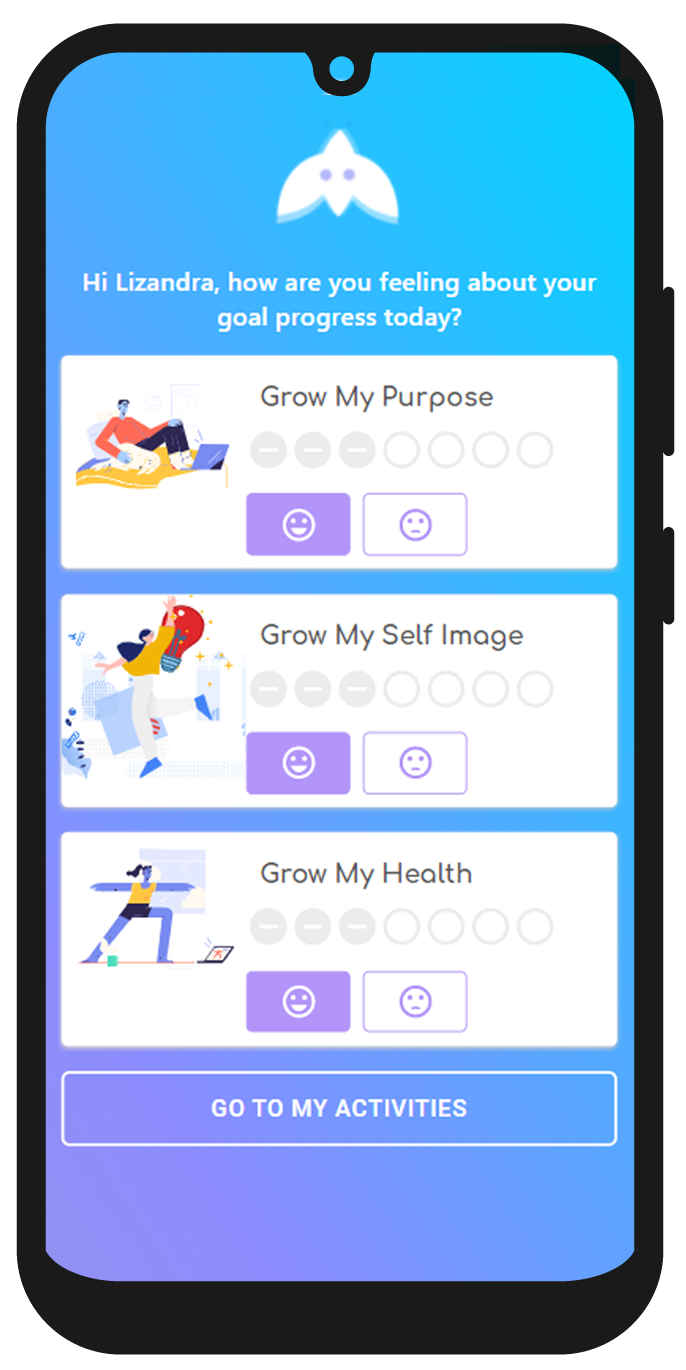 Hi Lizandra, how are you feeling about your
goal progress today?
Grow My Purpose
Grow My Self Image
Grow My Health
GO TO MY ACTIVITIES